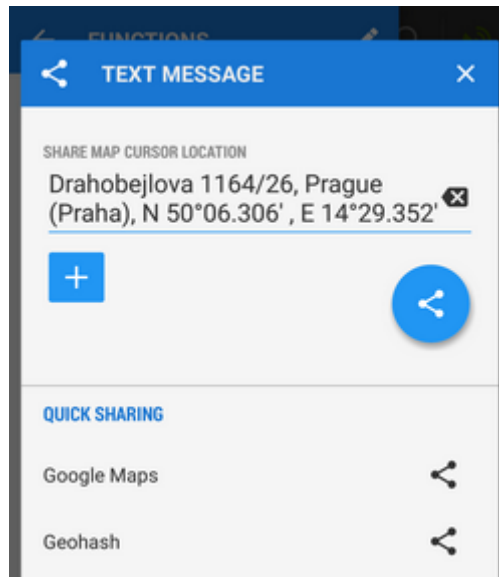 FUNCTIONS
TEXT MESSAGE
SHARE MAP CURSOR LOCATION
Drahobejlova 1164/26, Prague
(Praha), N 50°06.306' , E 14°29.352'
QUICK SHARING
Google Maps
Geohash